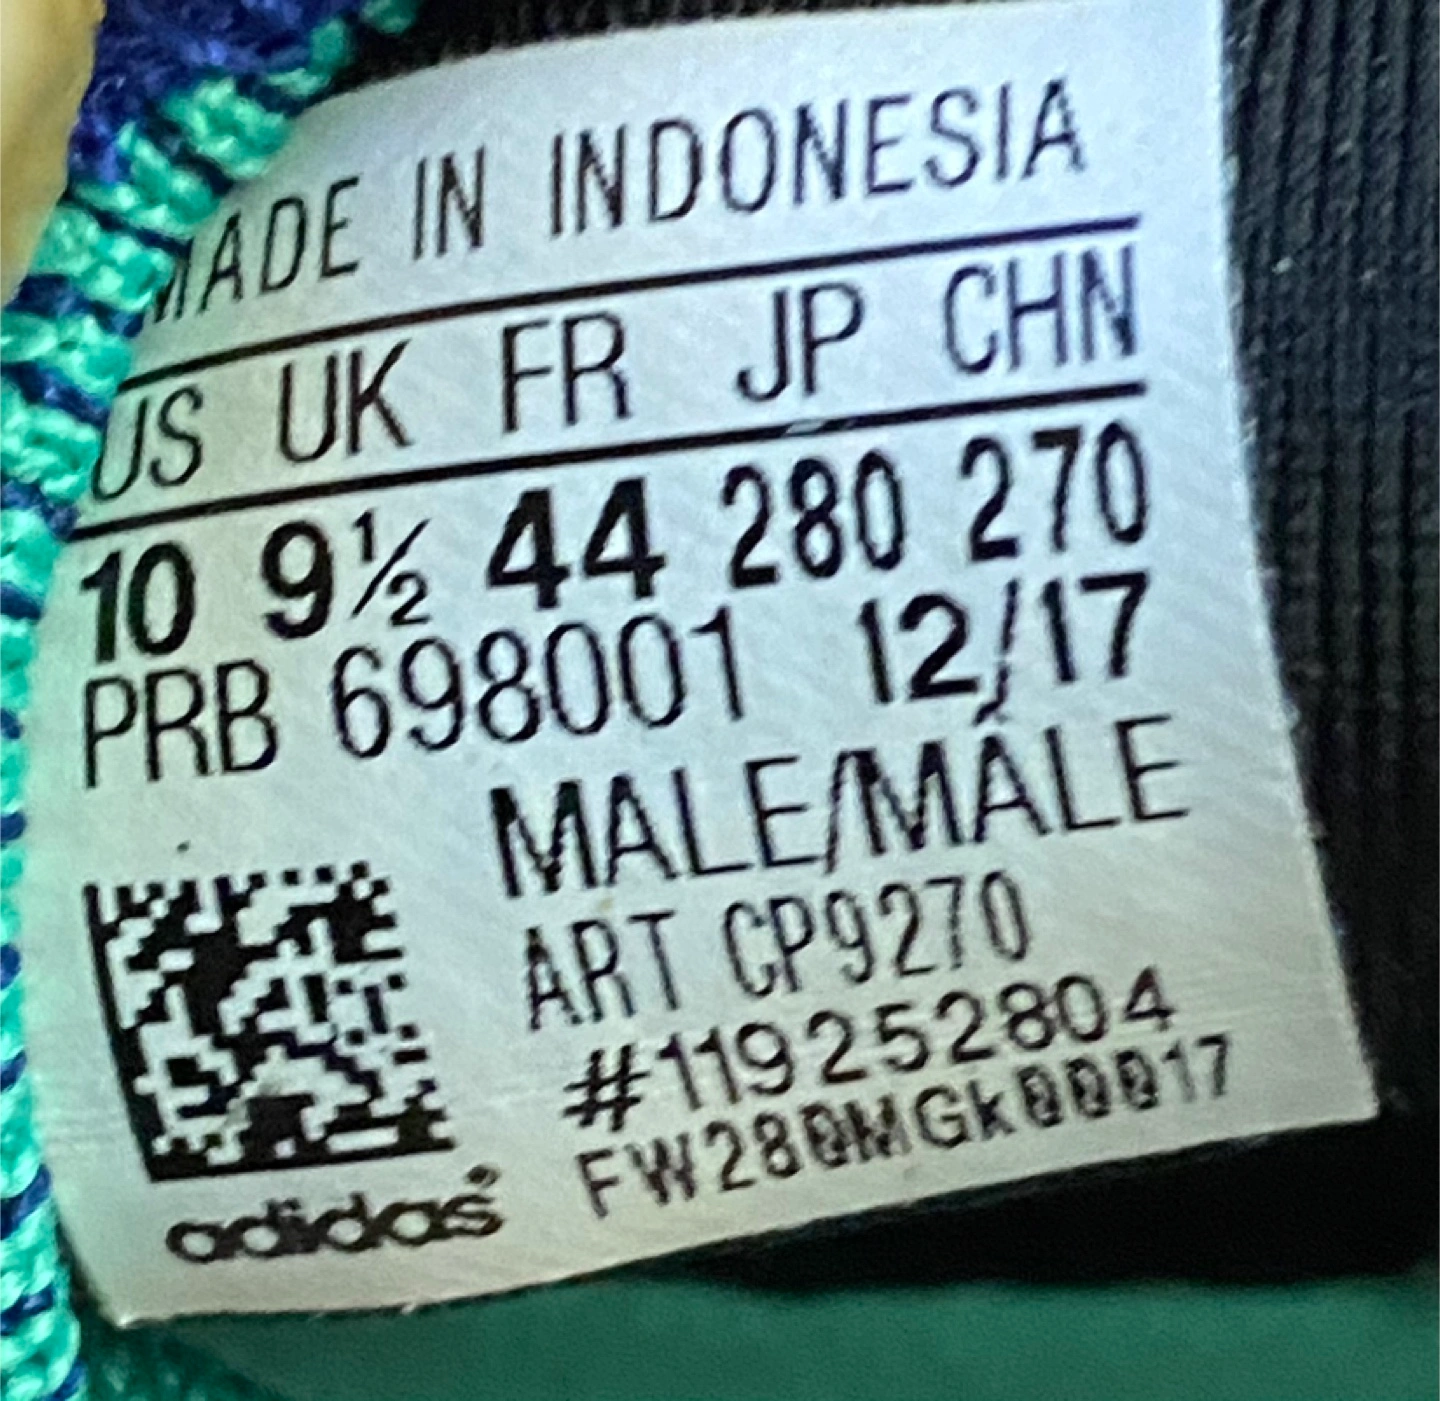 MADE IN INDONESIA
US UK FR JP CHN
10 9½ 44 280 270
PRB 698001 12/17
MALE/MÂLE
ART CP9270
#119252804
FW280MGk00017
adidas